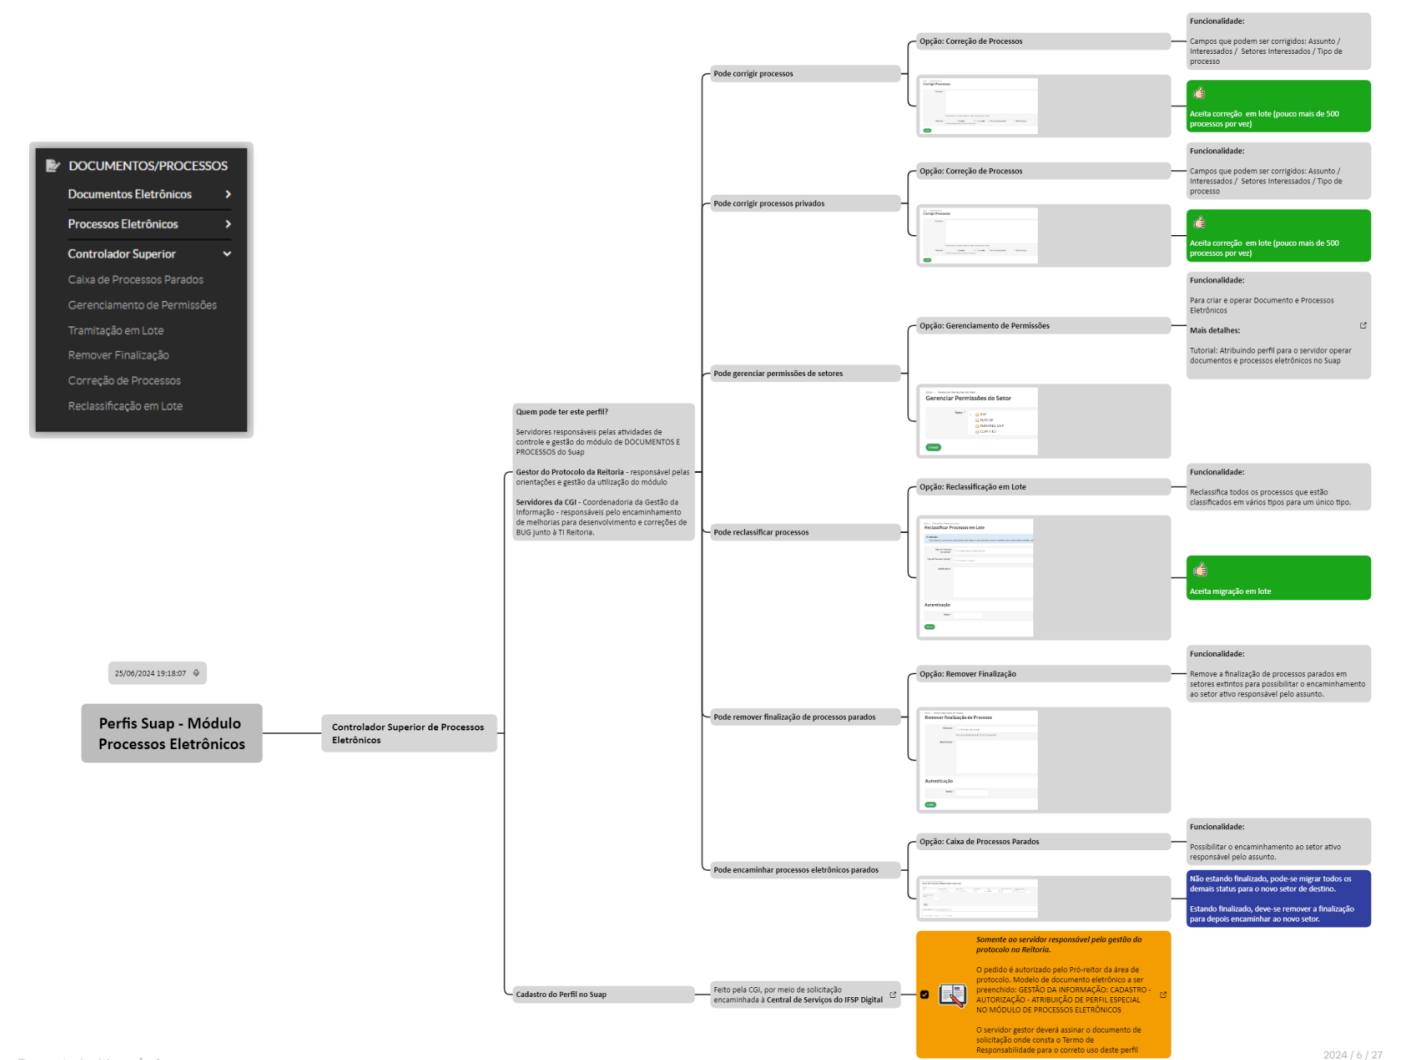 DOCUMENTOS/PROCESSOS
Documentos Eletrônicos
Processos Eletrônicos
Controlador Superior
Caixa de Processos Parados
Gerenciamento de Permissões
Tramitação em Lote
Remover Finalização
Correção de Processos
Reclassificação em Lote
25/06/2024 19:18:07
Perfis Suap - Módulo
Processos Eletrônicos
Controlador Superior de Processos
Eletrônicos
Quem pode ter este perfil?
Servidores responsáveis pelas atividades de
controle e gestão do módulo de DOCUMENTOS E
PROCESSOS do Suap
Gestor do Protocolo da Reitoria - responsável pelas
orientações e gestão da utilização do módulo
Servidores da CGI - Coordenadoria da Gestão da
Informação - responsáveis pelo encaminhamento
de melhorias para desenvolvimento e correções de
BUG junto à TI Reitoria.
Pode corrigir processos
Opção: Correção de Processos
Funcionalidade:
Campos que podem ser corrigidos: Assunto /
Interessados / Setores Interessados / Tipo de
processo
Corrigir Processos
Aceita correção em lote (pouco mais de 500
processos por vez)
Pode corrigir processos privados
Opção: Correção de Processos
Funcionalidade:
Campos que podem ser corrigidos: Assunto /
Interessados / Setores Interessados / Tipo de
processo
Corrigir Processos
Aceita correção em lote (pouco mais de 500
processos por vez)
Pode gerenciar permissões de setores
Opção: Gerenciamento de Permissões
Funcionalidade:
Para criar e operar Documento e Processos
Eletrônicos
Mais detalhes:
Tutorial: Atribuindo perfil para o servidor operar
documentos e processos eletrônicos no Suap
Gerenciar Permissões do Setor
Pode reclassificar processos
Opção: Reclassificação em Lote
Funcionalidade:
Reclassifica todos os processos que estão
classificados em vários tipos para um único tipo.
Reclassificar Processos em Lote
Autenticação
Aceita migração em lote
Pode remover finalização de processos parados
Opção: Remover Finalização
Funcionalidade:
Remove a finalização de processos parados em
setores extintos para possibilitar o encaminhamento
ao setor ativo responsável pelo assunto.
Remover Finalização de Processo
Autenticação
Pode encaminhar processos eletrônicos parados
Opção: Caixa de Processos Parados
Funcionalidade:
Possibilitar o encaminhamento ao setor ativo
responsável pelo assunto.
Não estando finalizado, pode-se migrar todos os
demais status para o novo setor de destino.
Estando finalizado, deve-se remover a finalização
para depois encaminhar ao novo setor.
Cadastro do Perfil no Suap
Feito pela CGI, por meio de solicitação
encaminhada à Central de Serviços do IFSP Digital
Somente ao servidor responsável pela gestão do
protocolo na Reitoria.
O pedido é autorizado pelo Pró-reitor da área de
protocolo. Modelo de documento eletrônico a ser
preenchido: GESTÃO DA INFORMAÇÃO: CADASTRO -
AUTORIZAÇÃO - ATRIBUIÇÃO DE PERFIL ESPECIAL
NO MÓDULO DE PROCESSOS ELETRÔNICOS
O servidor gestor deverá assinar o documento de
solicitação onde consta o Termo de
Responsabilidade para o correto uso deste perfil
2024 / 6 / 27